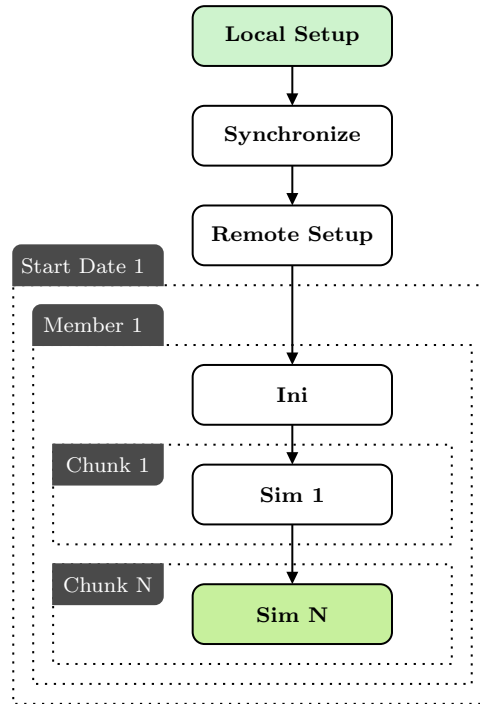 Local Setup
Synchronize
Remote Setup
Start Date 1
Member 1
Ini
Chunk 1
Sim 1
Chunk N
Sim N